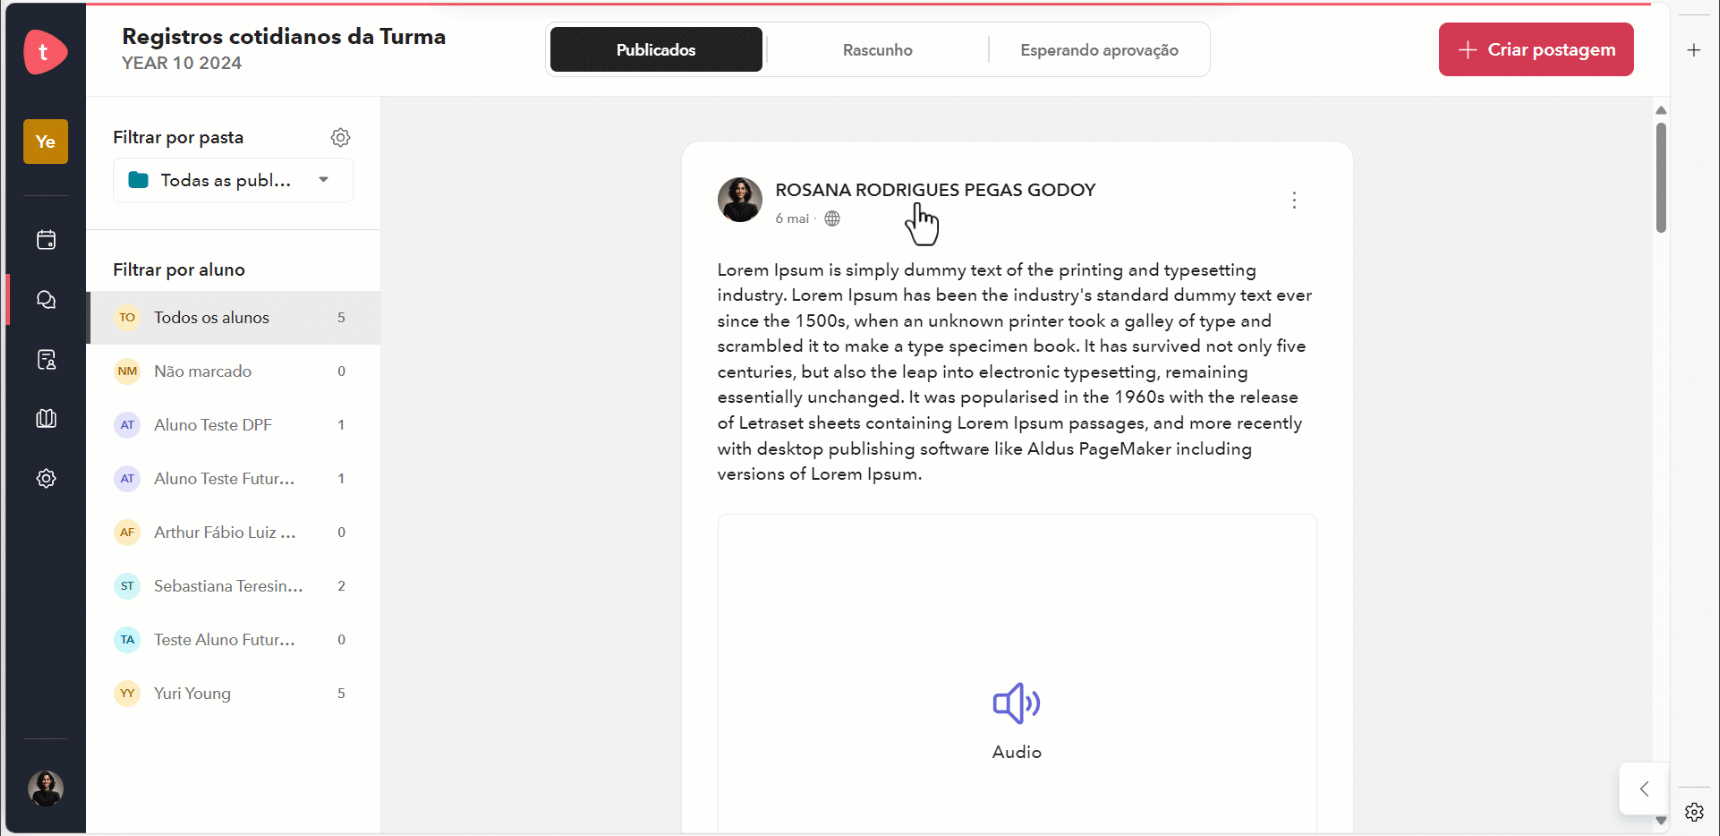 t
Registros cotidianos da Turma
YEAR 10 2024
Publicados
Rascunho
Esperando aprovação
Criar postagem
Ye
Filtrar por pasta
Todas as publ...
Filtrar por aluno
TO Todos os alunos 5
NM Não marcado 0
AT Aluno Teste DPF 1
AT Aluno Teste Futur... 1
AF Arthur Fábio Luiz ... 0
ST Sebastiana Teresin... 2
TA Teste Aluno Futur... 0
YY Yuri Young 5
ROSANA RODRIGUES PEGAS GODOY
6 mai ·
Lorem Ipsum is simply dummy text of the printing and typesetting
industry. Lorem Ipsum has been the industry's standard dummy text ever
since the 1500s, when an unknown printer took a galley of type and
scrambled it to make a type specimen book. It has survived not only five
centuries, but also the leap into electronic typesetting, remaining
essentially unchanged. It was popularised in the 1960s with the release
of Letraset sheets containing Lorem Ipsum passages, and more recently
with desktop publishing software like Aldus PageMaker including
versions of Lorem Ipsum.
Audio